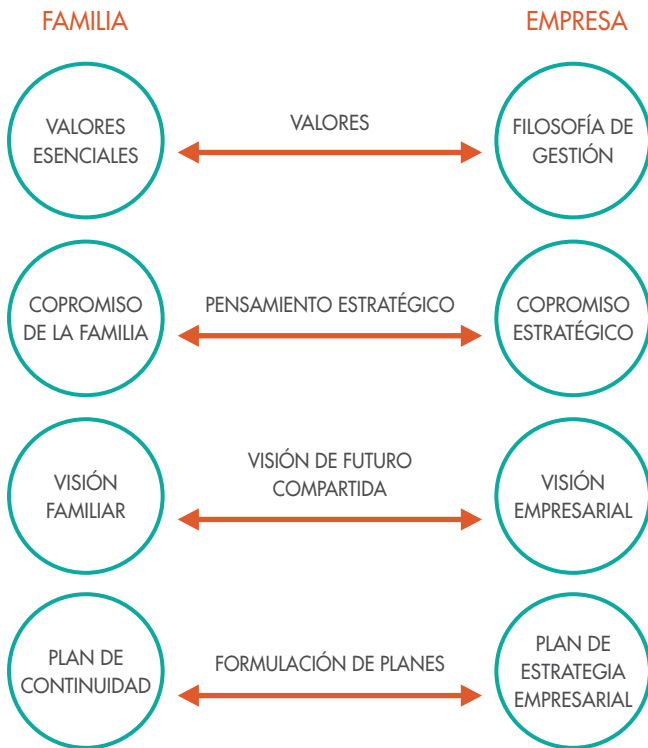 FAMILIA
EMPRESA
VALORES
ESENCIALES
VALORES
FILOSOFÍA DE
GESTIÓN
COPROMISO
DE LA FAMILIA
PENSAMIENTO ESTRATÉGICO
COPROMISO
ESTRATÉGICO
VISIÓN
FAMILIAR
VISIÓN DE FUTURO
COMPARTIDA
VISIÓN
EMPRESARIAL
PLAN DE
CONTINUIDAD
FORMULACIÓN DE PLANES
PLAN DE
ESTRATEGIA
EMPRESARIAL